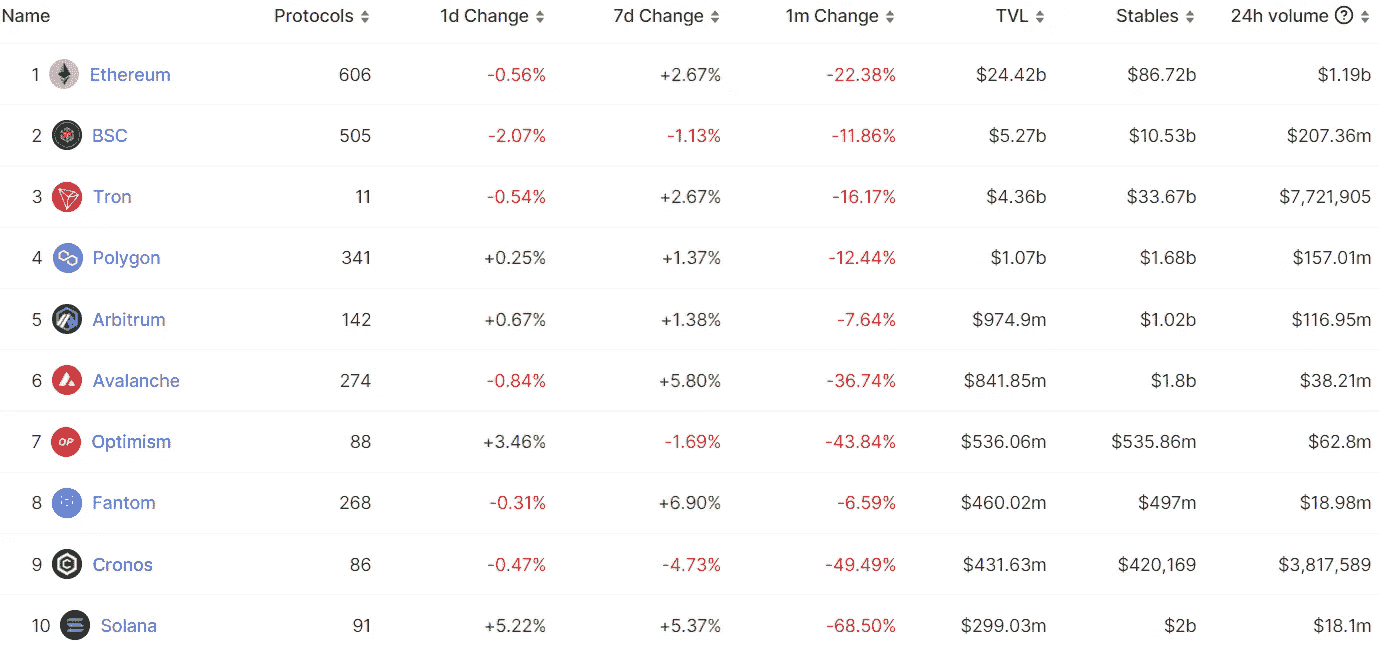 Name Protocols 1d Change 7d Change 1m Change TVL Stables 24h volume ?
1 Ethereum 606 -0.56% +2.67% -22.38% $24.42b $86.72b $1.19b
2 BSC 505 -2.07% -1.13% -11.86% $5.27b $10.53b $207.36m
3 Tron 11 -0.54% +2.67% -16.17% $4.36b $33.67b $7,721,905
4 Polygon 341 +0.25% +1.37% -12.44% $1.07b $1.68b $157.01m
5 Arbitrum 142 +0.67% +1.38% -7.64% $974.9m $1.02b $116.95m
6 Avalanche 274 -0.84% +5.80% -36.74% $841.85m $1.8b $38.21m
7 OP Optimism 88 +3.46% -1.69% -43.84% $536.06m $535.86m $62.8m
8 Fantom 268 -0.31% +6.90% -6.59% $460.02m $497m $18.98m
9 Cronos 86 -0.47% -4.73% -49.49% $431.63m $420,169 $3,817,589
10 Solana 91 +5.22% +5.37% -68.50% $299.03m $2b $18.1m